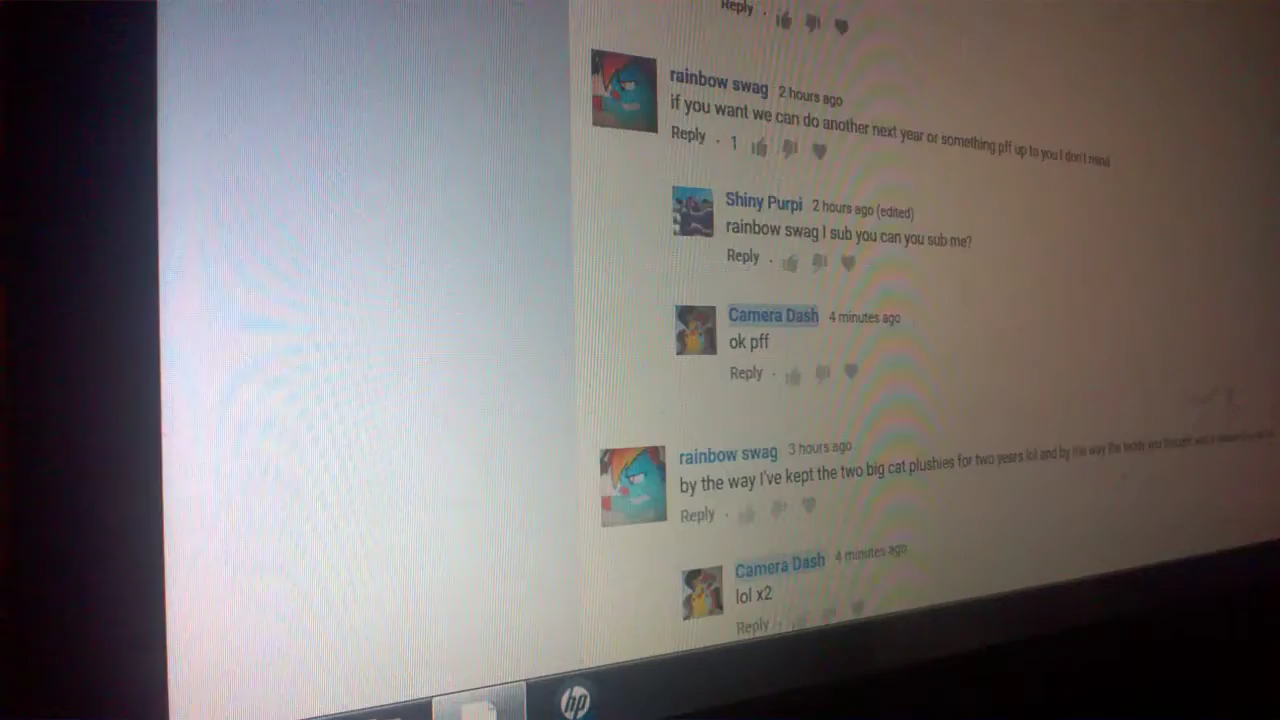 Reply ·
rainbow swag 2 hours ago
if you want we can do another next year or something pff up to you I don't mind
Reply · 1
Shiny Purpi 2 hours ago (edited)
rainbow swag I sub you can you sub me?
Reply ·
Camera Dash 4 minutes ago
ok pff
Reply ·
rainbow swag 3 hours ago
by the way I've kept the two big cat plushies for two years lol and by the way the teddy you thought was a
Reply ·
Camera Dash 4 minutes ago
lol x2
Reply ·
hp